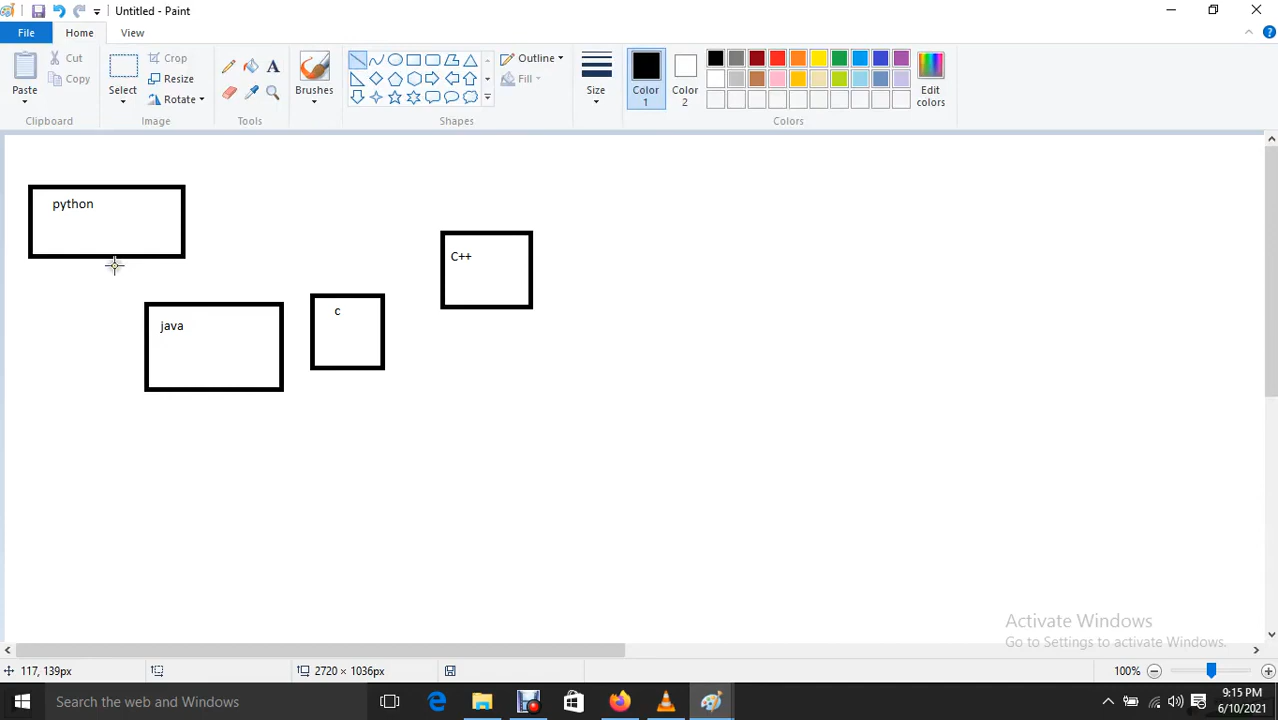 Untitled - Paint
File
Home
View
Paste
Cut
Copy
Clipboard
Select
Crop
Resize
Rotate
Image
Tools
Brushes
Shapes
Outline
Fill
Size
Color 1
Color 2
Edit colors
Colors
python
C++
java
c
Activate Windows
Go to Settings to activate Windows.
117, 139px
2720 × 1036px
100%
Search the web and Windows
9:15 PM
6/10/2021